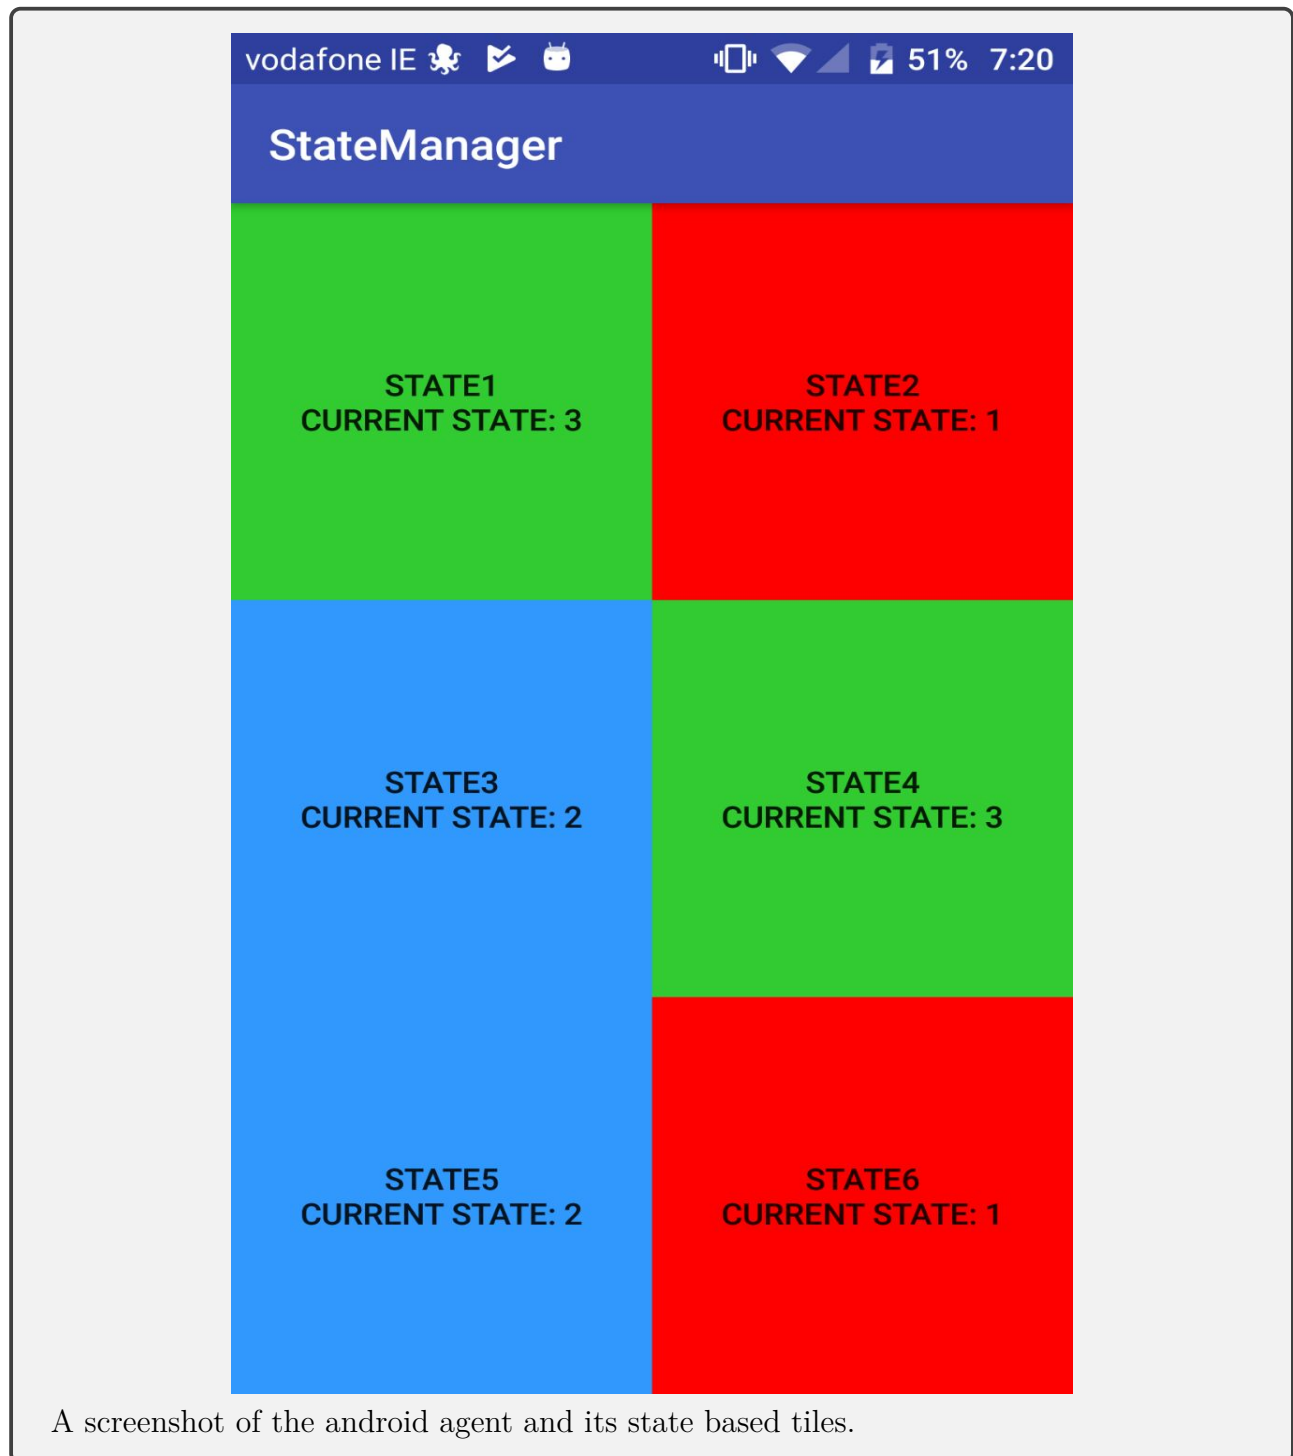 vodafone IE 51% 7:20
StateManager
STATE1
CURRENT STATE: 3
STATE2
CURRENT STATE: 1
STATE3
CURRENT STATE: 2
STATE4
CURRENT STATE: 3
STATE5
CURRENT STATE: 2
STATE6
CURRENT STATE: 1
A screenshot of the android agent and its state based tiles.